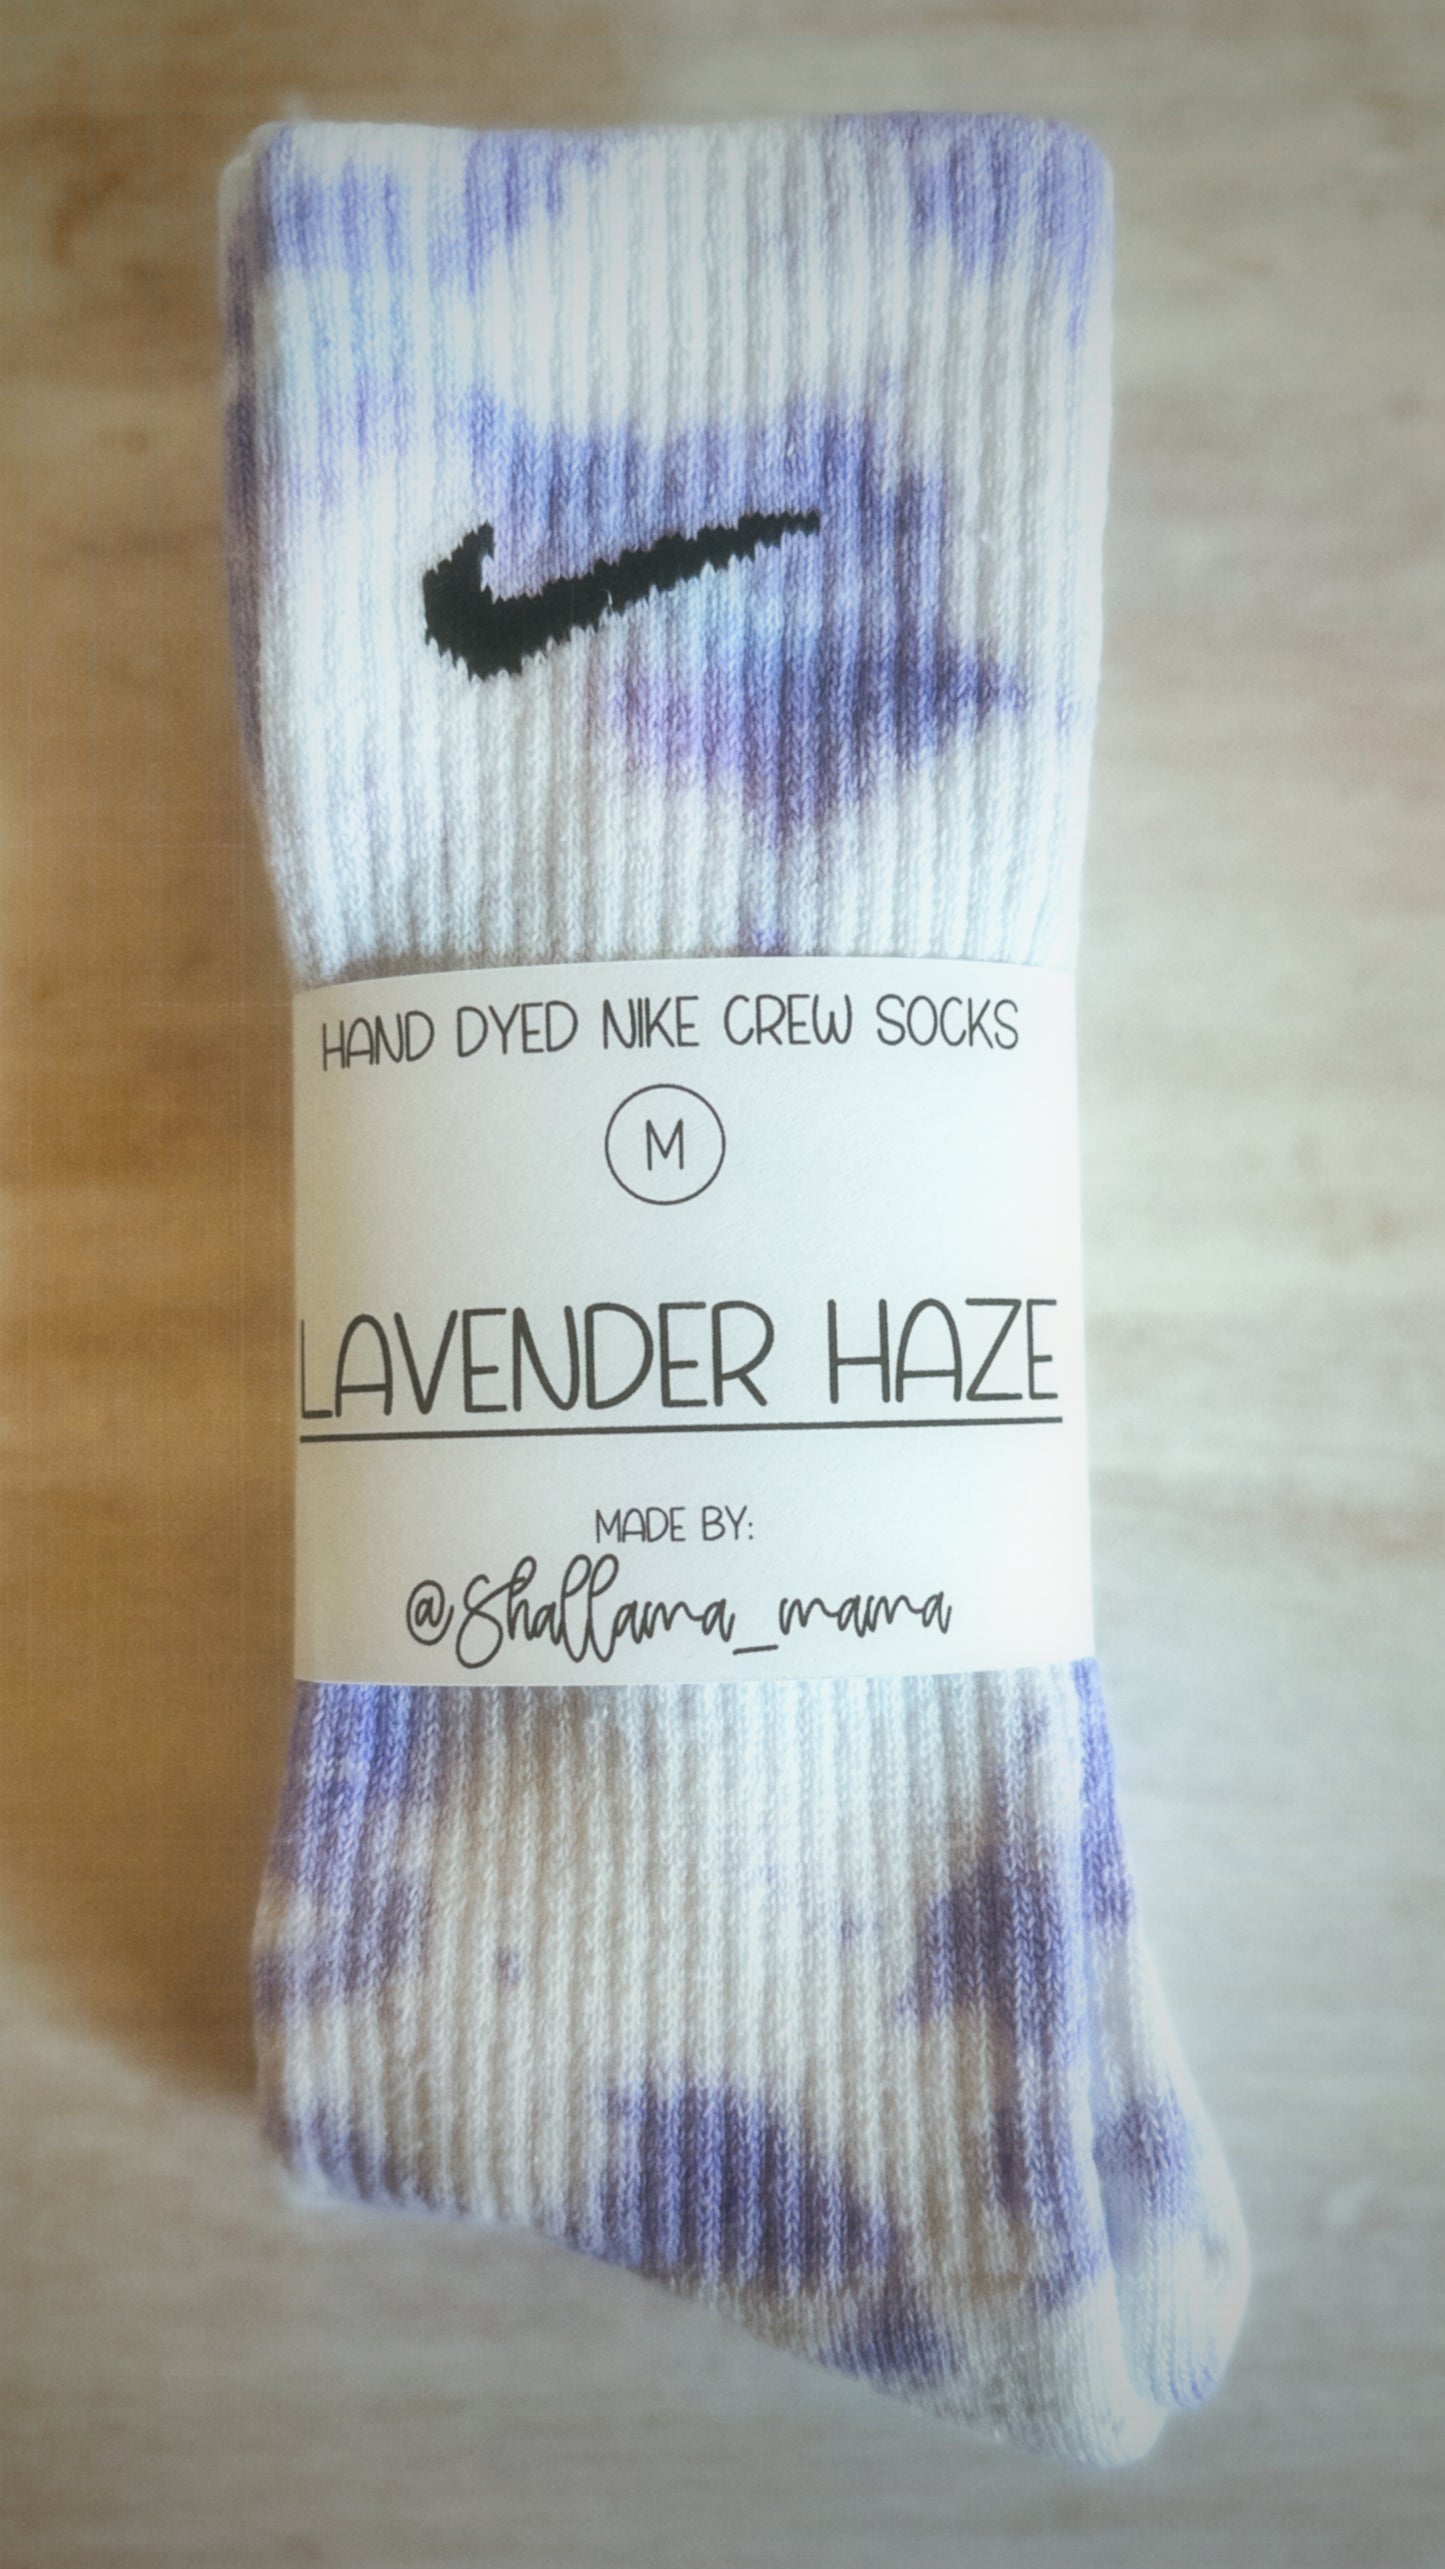 HAND DYED NIKE CREW SOCKS
M
LAVENDER HAZE
MADE BY:
@Shallama_mama